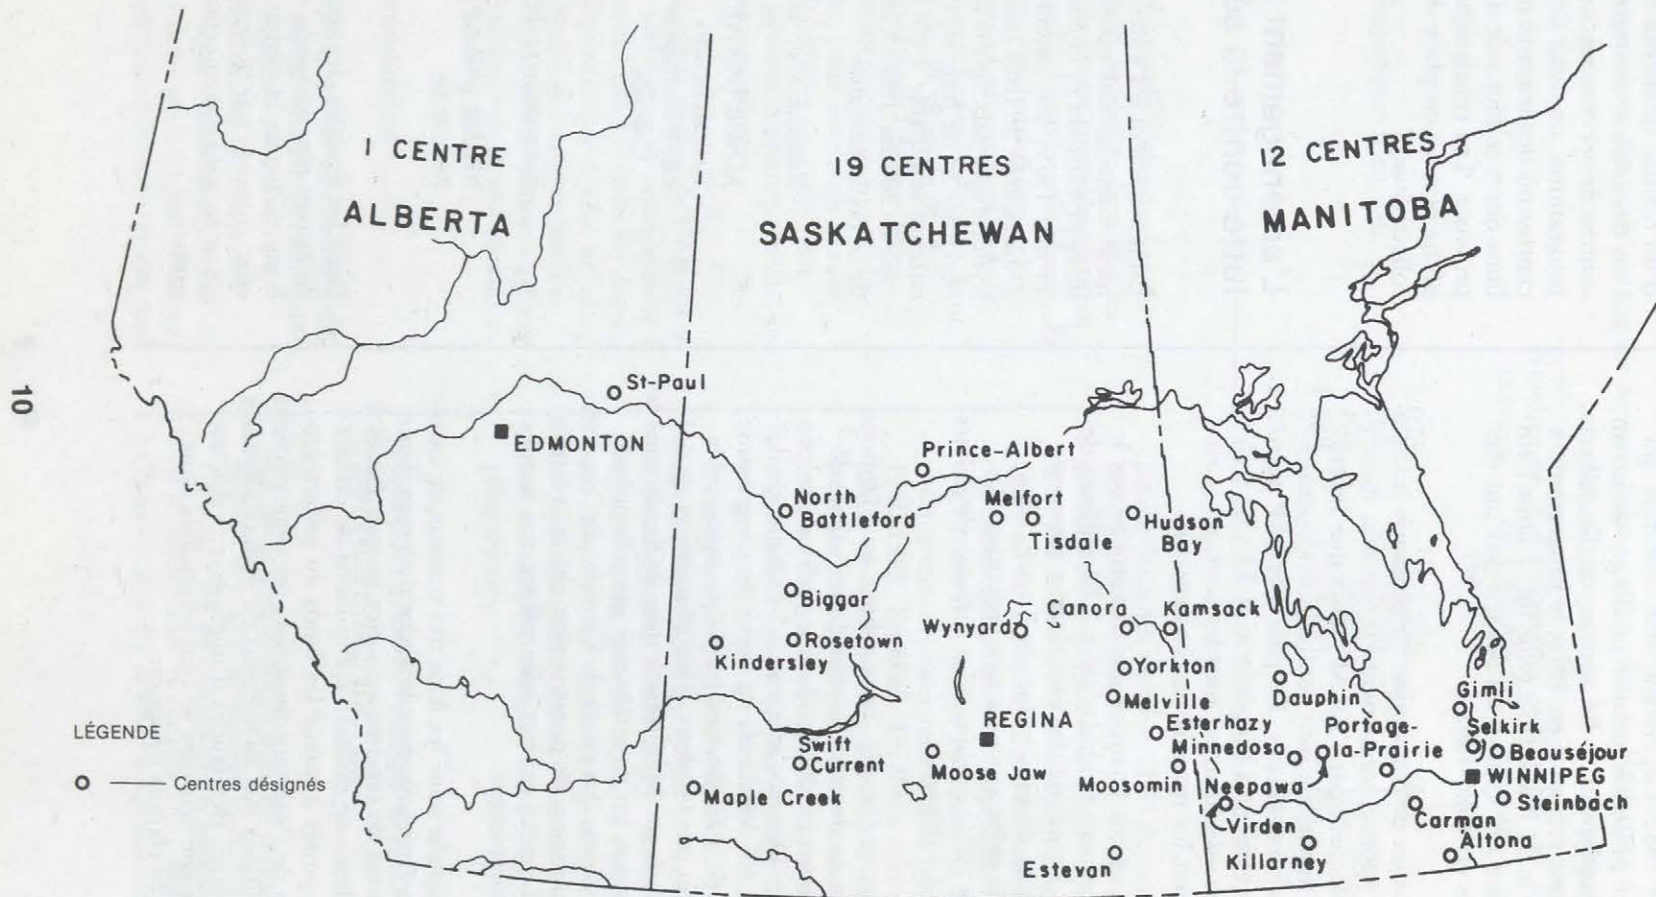 1 CENTRE
ALBERTA
19 CENTRES
SASKATCHEWAN
12 CENTRES
MANITOBA
10
St-Paul
EDMONTON
Prince-Albert
North
Battleford
Melfort
Tisdale
Hudson
Bay
Biggar
Wynyard
Canora
Kamsack
Rosetown
Kindersley
Yorkton
Melville
Dauphin
Gimli
REGINA
Esterhazy
Portage-
la-Prairie
Selkirk
Minnedosa
Beauséjour
LÉGENDE
Centres désignés
Swift
Current
Moose Jaw
Moosomin
Neepawa
WINNIPEG
Steinbach
Maple Creek
Virden
Carman
Altona
Killarney
Estevan